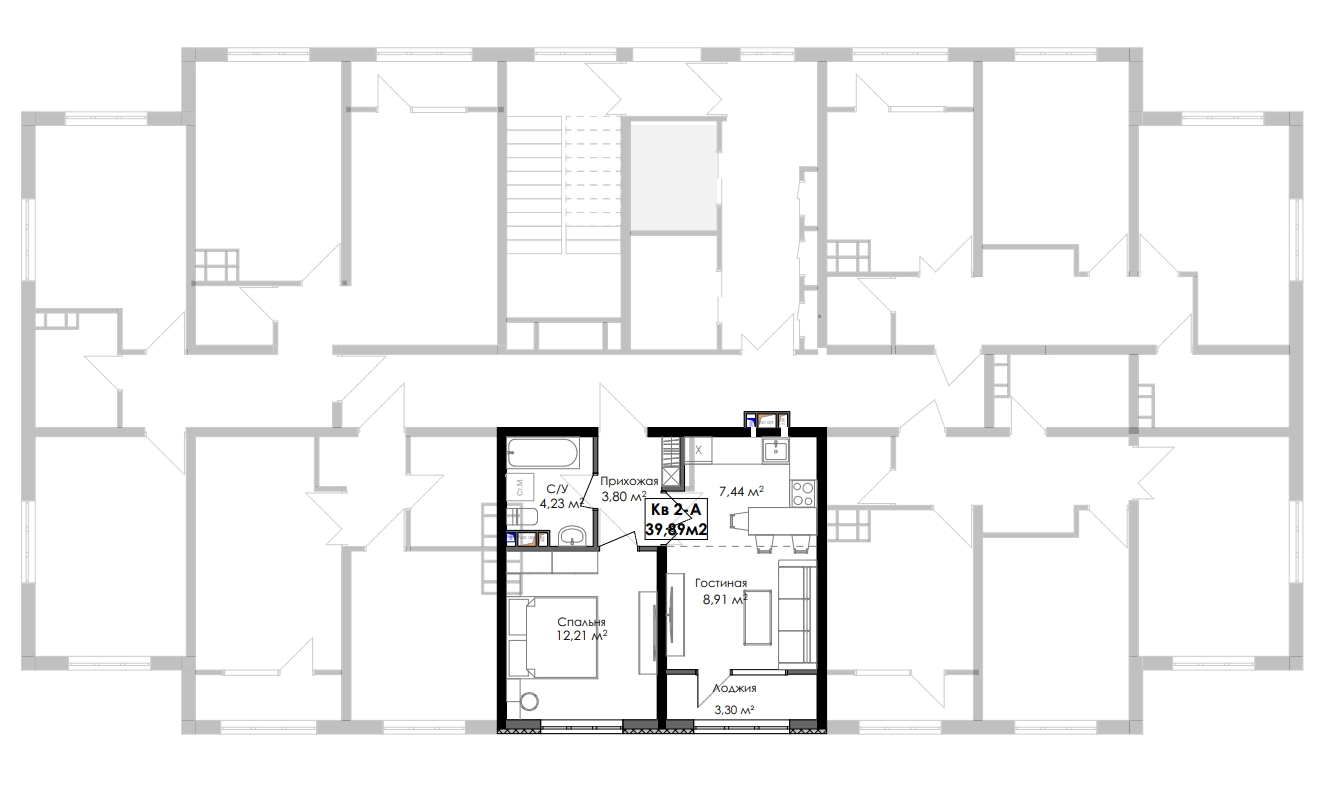 Прихожая
3,80 м²
С/У
4,23 м²
Ст.М.
X
7,44 м²
Кв 2-А
39,89м2
Гостиная
8,91 м²
Спальня
12,21 м²
Лоджия
3,30 м²